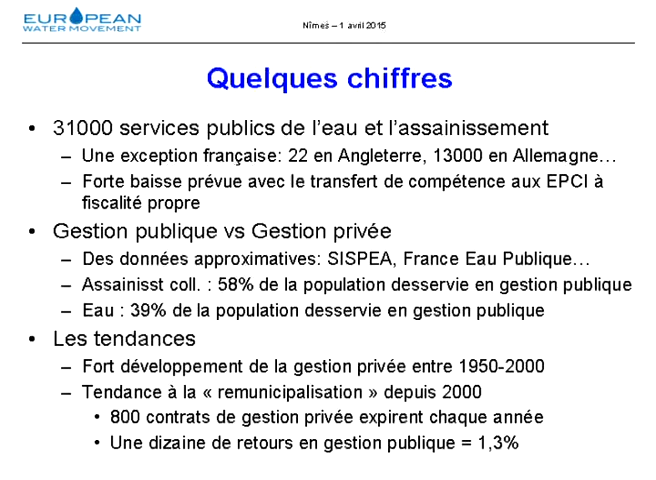 EUROPEAN
WATER MOVEMENT
Nîmes – 1 avril 2015
Quelques chiffres
• 31000 services publics de l’eau et l’assainissement
– Une exception française: 22 en Angleterre, 13000 en Allemagne…
– Forte baisse prévue avec le transfert de compétence aux EPCI à
fiscalité propre
• Gestion publique vs Gestion privée
– Des données approximatives: SISPEA, France Eau Publique…
– Assainisst coll. : 58% de la population desservie en gestion publique
– Eau : 39% de la population desservie en gestion publique
• Les tendances
– Fort développement de la gestion privée entre 1950-2000
– Tendance à la « remunicipalisation » depuis 2000
• 800 contrats de gestion privée expirent chaque année
• Une dizaine de retours en gestion publique = 1,3%